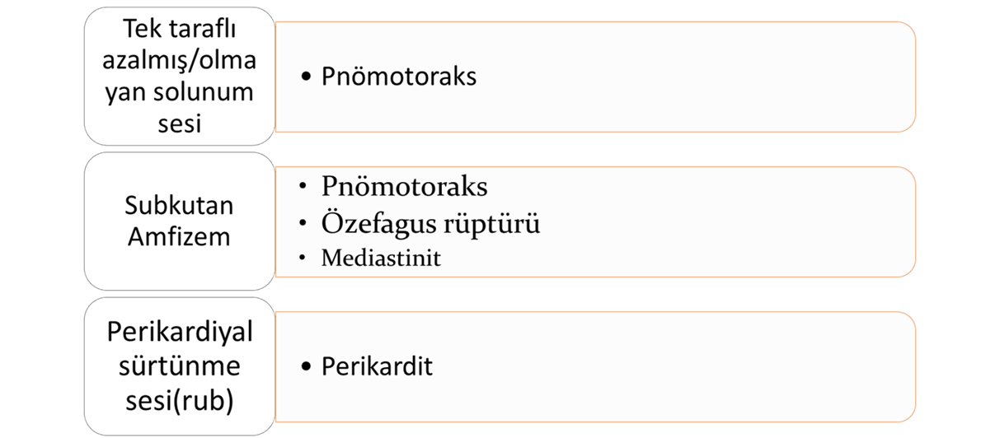 Tek taraflı
azalmış/olma
yan solunum
sesi
• Pnömotoraks
Subkutan
Amfizem
• Pnömotoraks
• Özefagus rüptürü
• Mediastinit
Perikardiyal
sürtünme
sesi(rub)
• Perikardit